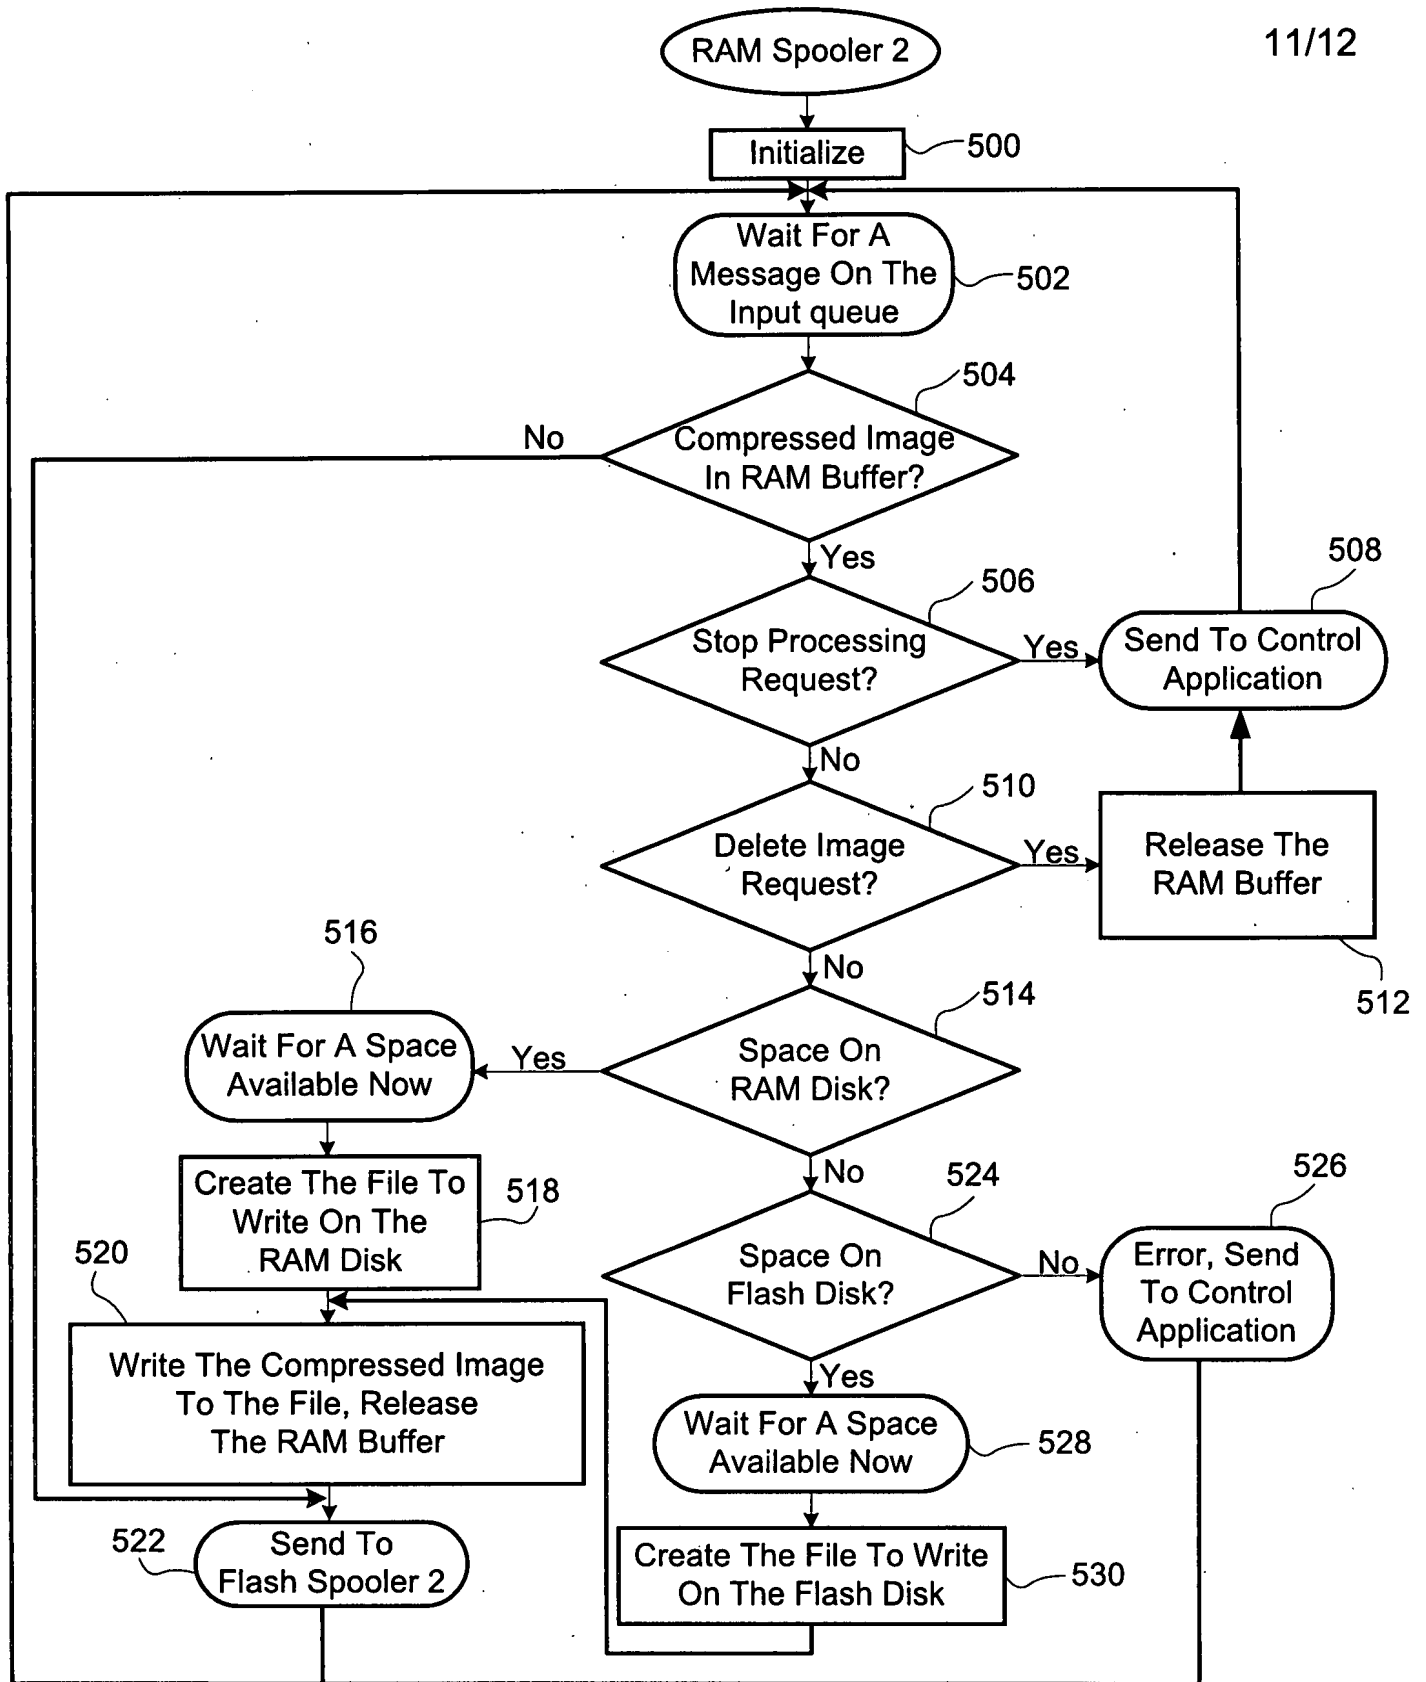 11/12
RAM Spooler 2
Initialize
500
Wait For A
Message On The
Input queue
502
504
No
Compressed Image
In RAM Buffer?
Yes
506
508
Stop Processing
Request?
Yes
Send To Control
Application
No
510
Delete Image
Request?
Yes
Release The
RAM Buffer
512
No
514
516
Wait For A Space
Available Now
Yes
Space On
RAM Disk?
No
Create The File To
Write On The
RAM Disk
518
524
526
Space On
Flash Disk?
No
Error, Send
To Control
Application
520
Write The Compressed Image
To The File, Release
The RAM Buffer
Yes
Wait For A Space
Available Now
528
522
Send To
Flash Spooler 2
Create The File To Write
On The Flash Disk
530